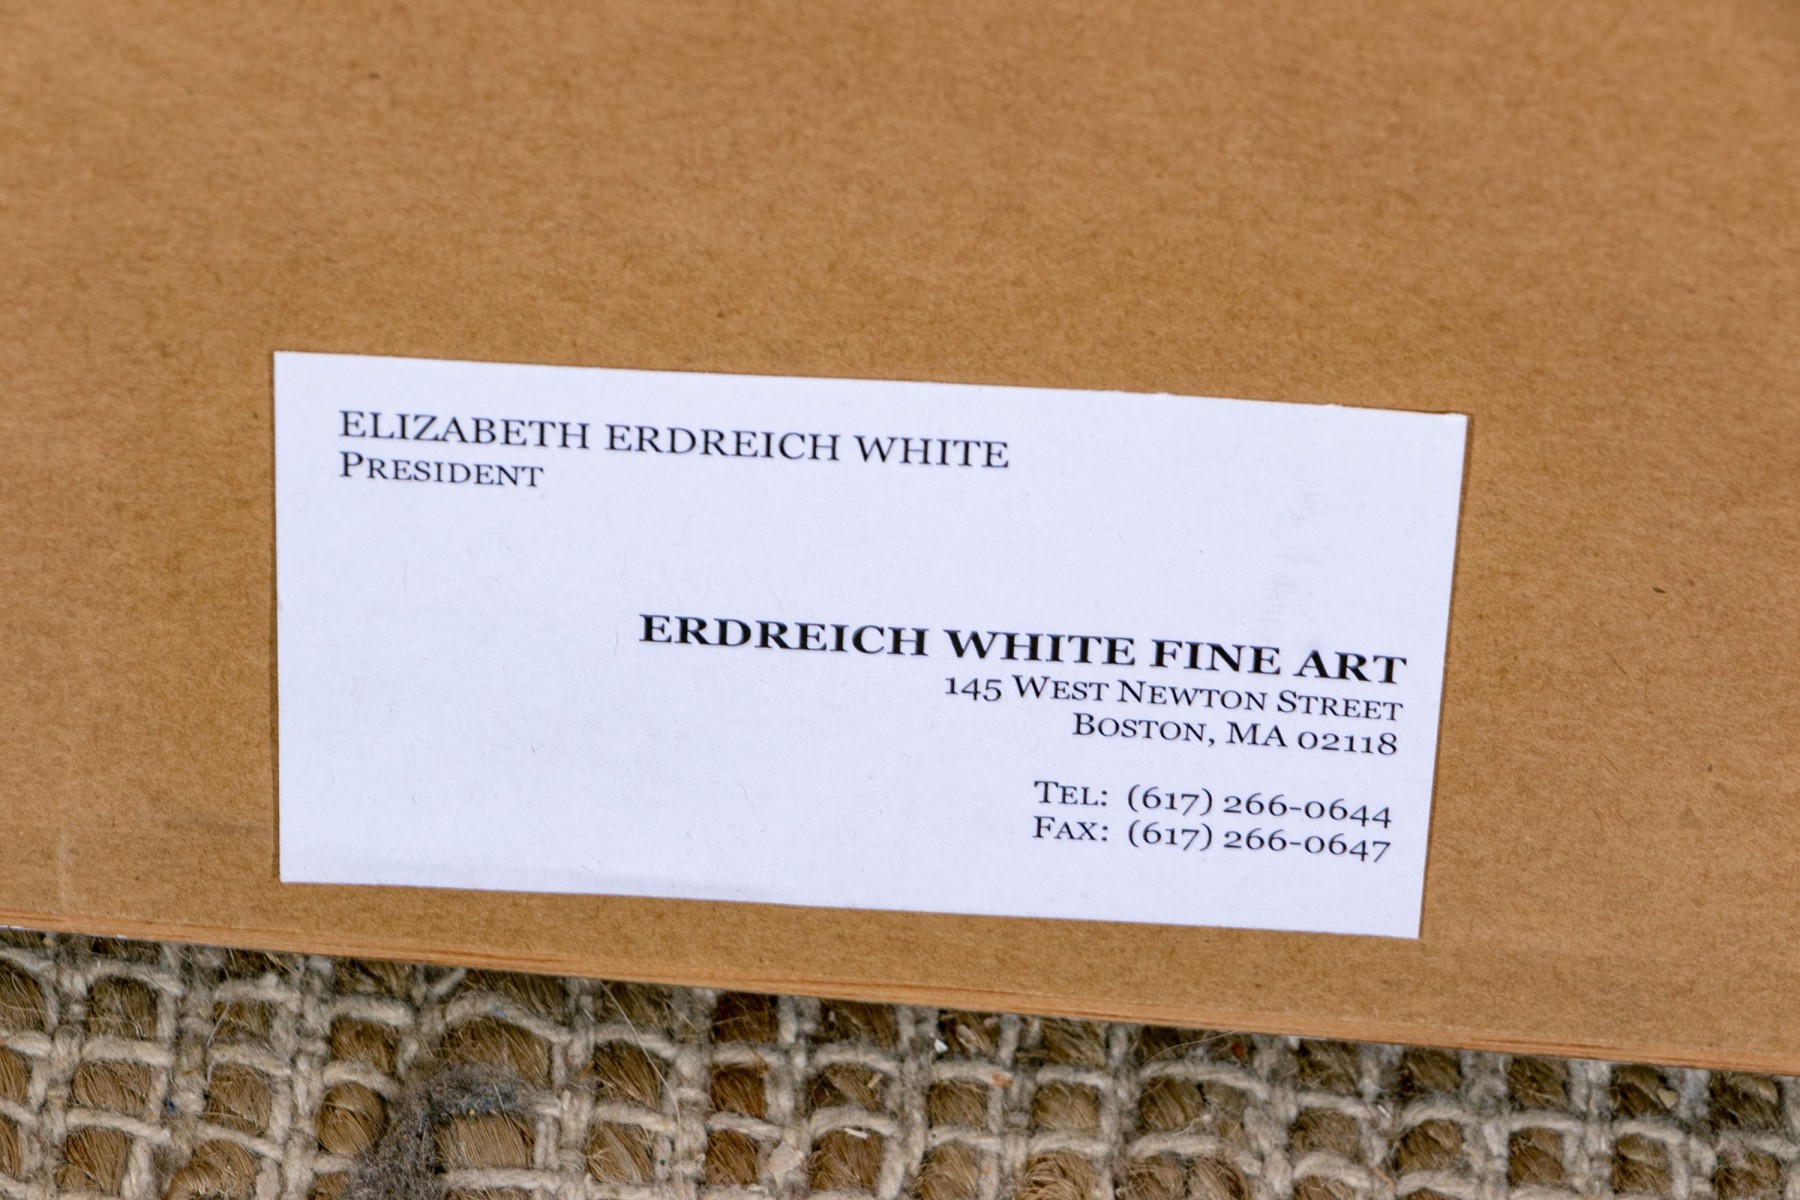 ELIZABETH ERDREICH WHITE
PRESIDENT
ERDREICH WHITE FINE ART
145 WEST NEWTON STREET
BOSTON, MA 02118
TEL: (617) 266-0644
FAX: (617) 266-0647